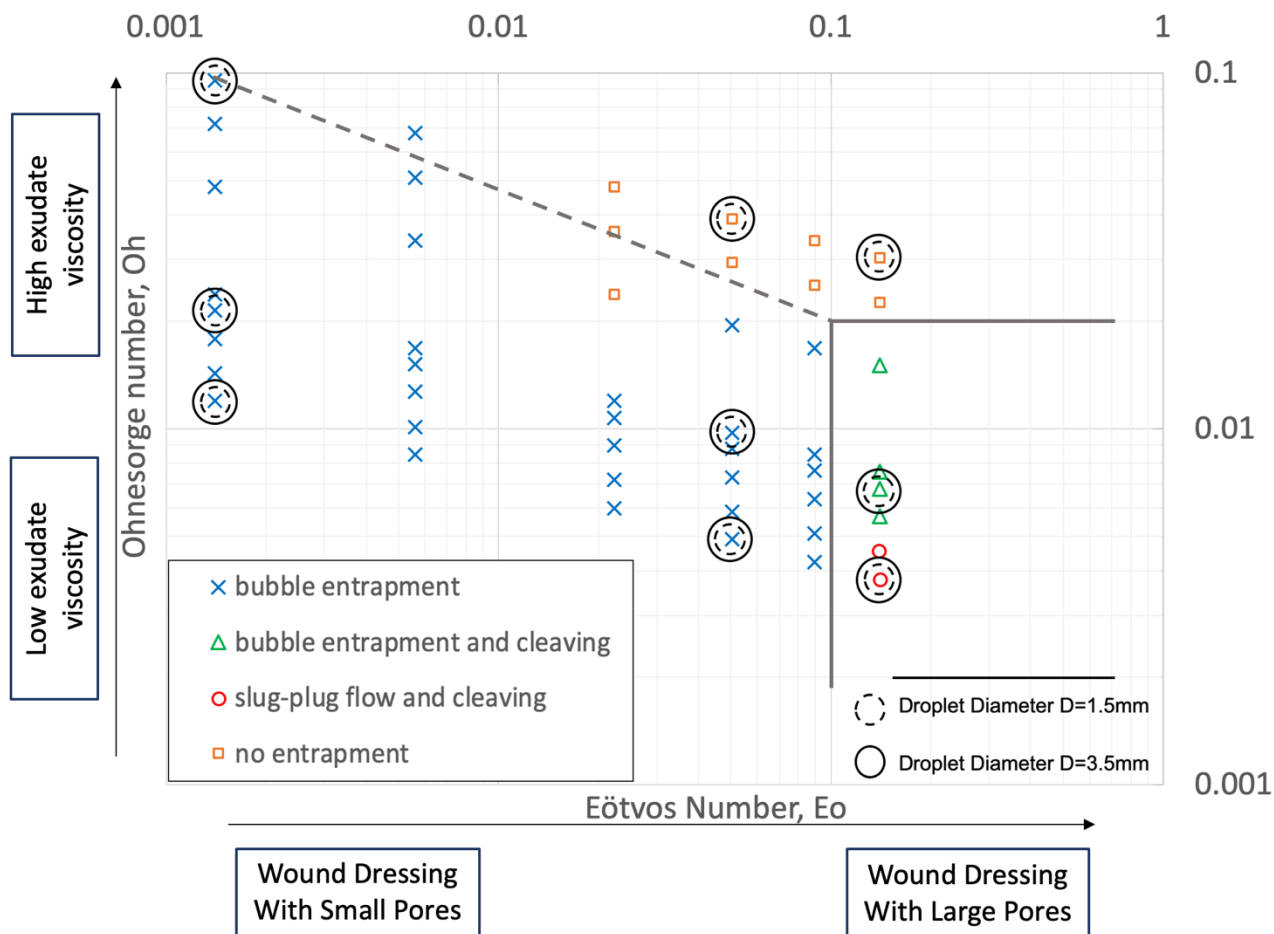 0.001
0.01
0.1
1
0.1
0.01
0.001
High exudate
viscosity
Low exudate
viscosity
Ohnesorge number, Oh
bubble entrapment
bubble entrapment and cleaving
slug-plug flow and cleaving
no entrapment
Droplet Diameter D=1.5mm
Droplet Diameter D=3.5mm
Eötvos Number, Eo
Wound Dressing
With Small Pores
Wound Dressing
With Large Pores